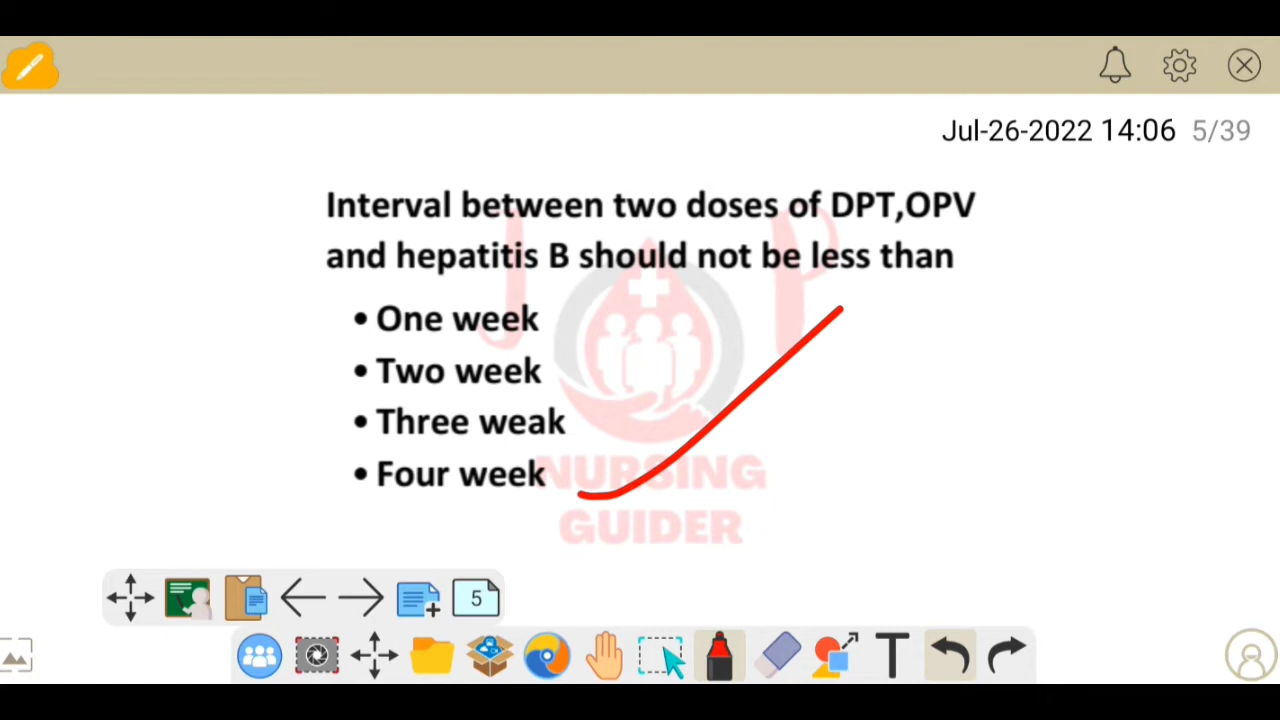 Jul-26-2022 14:06 5/39
Interval between two doses of DPT,OPV
and hepatitis B should not be less than
• One week
• Two week
• Three weak
• Four week
J P
NURSING
GUIDER
5
T